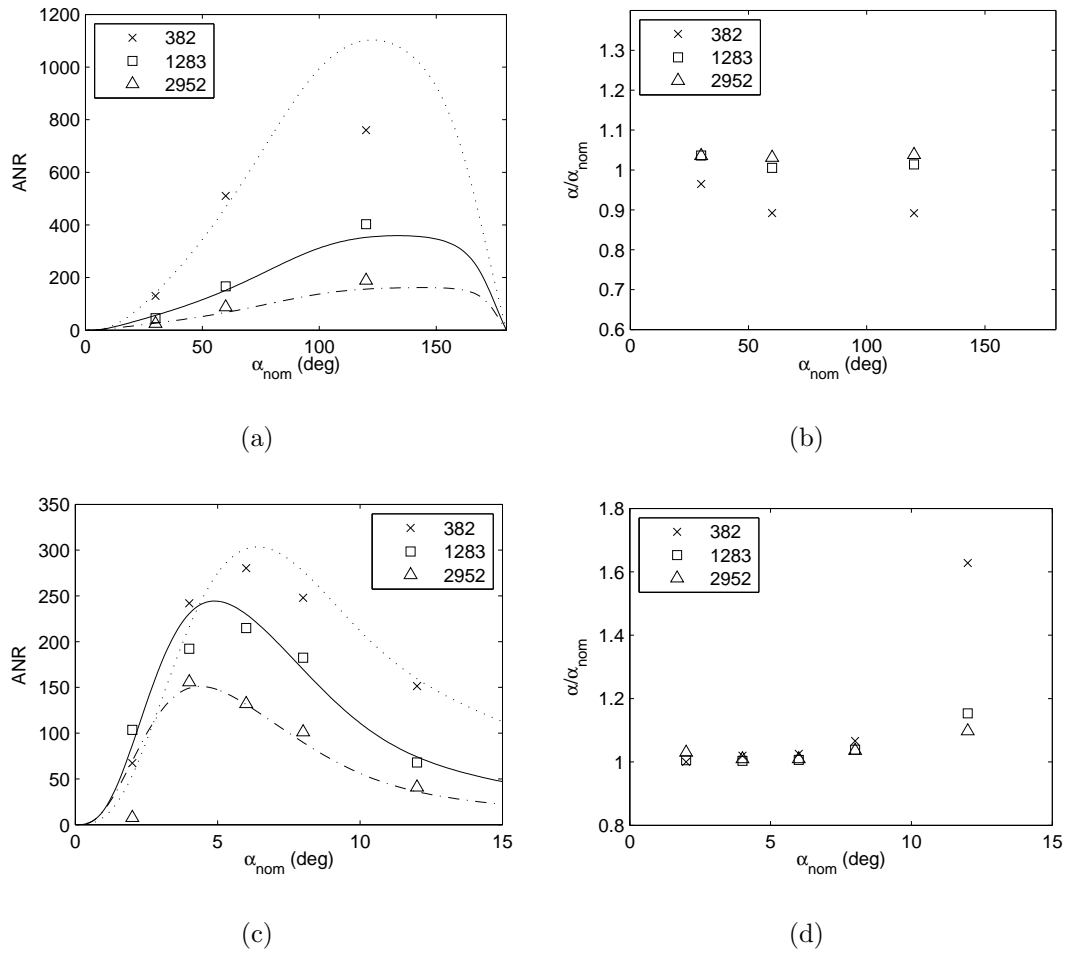 1200
1000
800
600
400
200
0
ANR
382
1283
2952
0 50 100 150
α_nom (deg)
(a)
1.3
1.2
1.1
1
0.9
0.8
0.7
0.6
α/α_nom
382
1283
2952
0 50 100 150
α_nom (deg)
(b)
350
300
250
200
150
100
50
0
ANR
382
1283
2952
0 5 10 15
α_nom (deg)
(c)
1.8
1.6
1.4
1.2
1
0.8
α/α_nom
382
1283
2952
0 5 10 15
α_nom (deg)
(d)